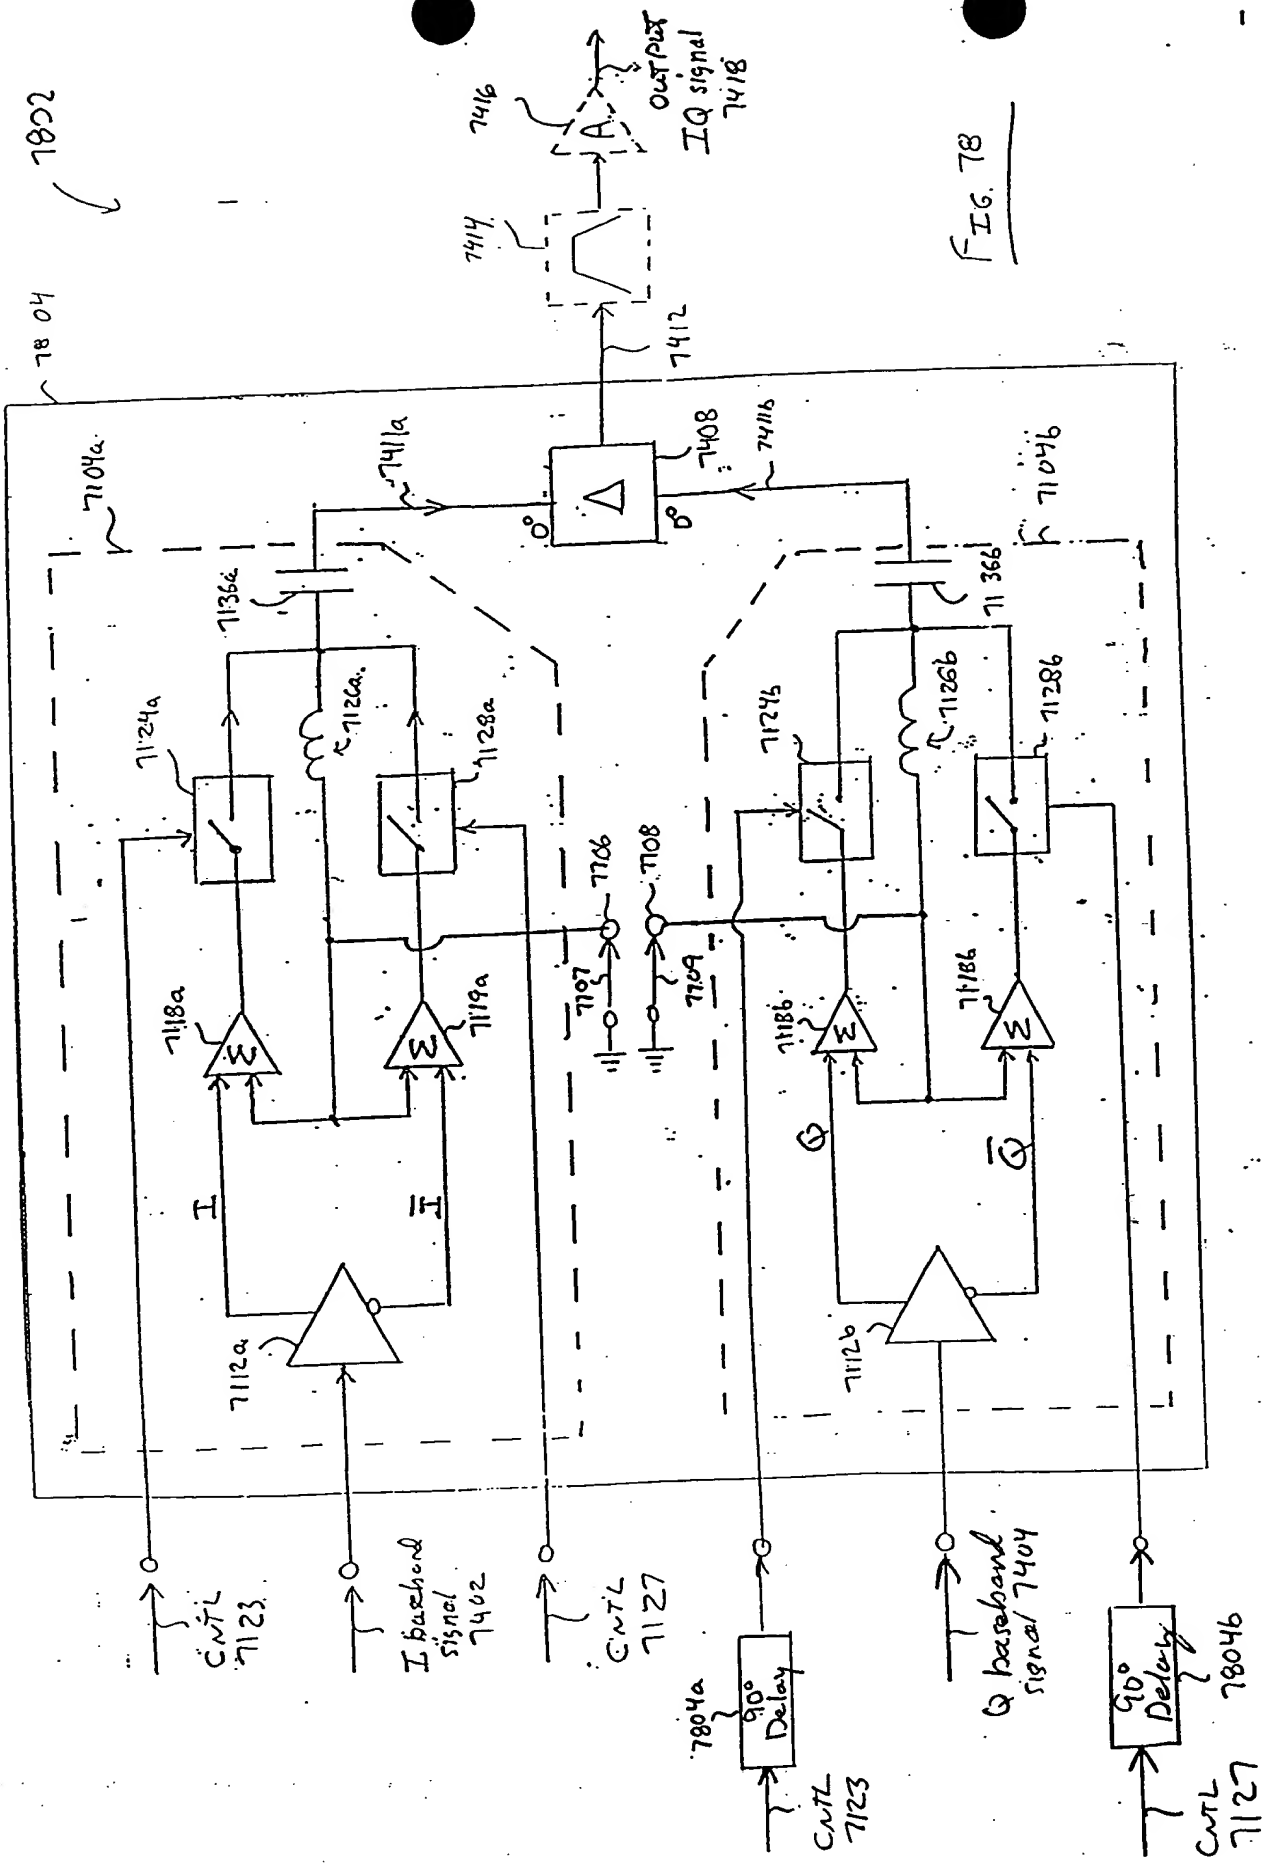 7802
7804
7104a
CNTL
7123
7124a
7118a
I
7136a
7411a
7126a
I baseband
signal
7402
7112a
Ī
7119a
7128a
CNTL
7127
0°
Δ
7408
0°
7411b
7412
7414
7416
A
OUTPUT
IQ signal
7418
7706
7707
7708
7709
7804a
90°
Delay
CNTL
7123
7124b
7118b
Q
7136b
7104b
7126b
Q baseband
signal 7404
7112b
Q̄
7118b
7128b
90°
Delay
7804b
CNTL
7127
Σ
Σ
Σ
Σ
FIG. 78